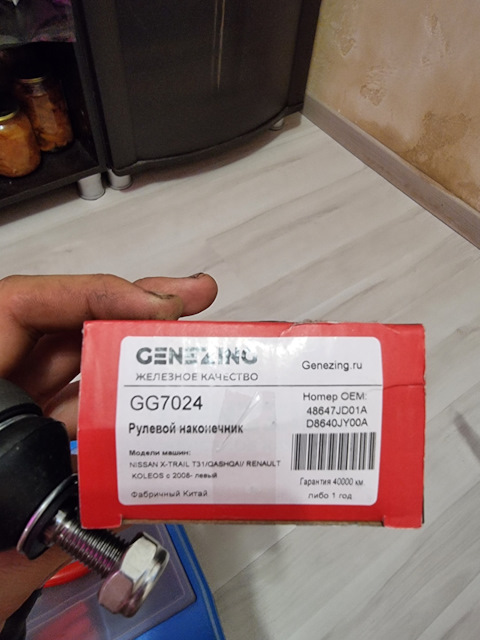 GENEZING
ЖЕЛЕЗНОЕ КАЧЕСТВО
Genezing.ru
GG7024
Рулевой наконечник
Номер OEM:
48647JD01A
D8640JY00A
Модели машин:
NISSAN X-TRAIL T31/QASHQAI/ RENAULT
KOLEOS с 2008- левый
Фабричный Китай
Гарантия 40000 км.
либо 1 год